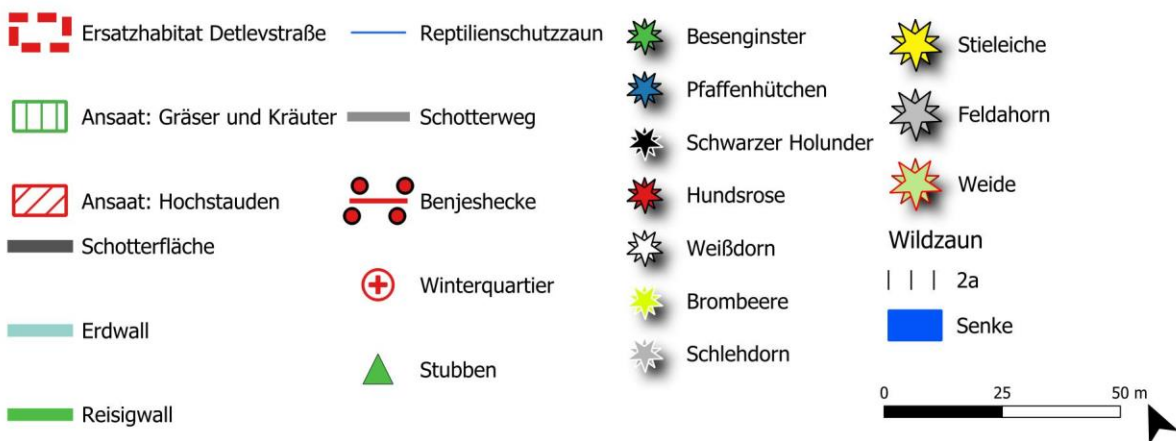 Ersatzhabitat Detlevstraße
Ansaat: Gräser und Kräuter
Ansaat: Hochstauden
Schotterfläche
Erdwall
Reisigwall
Reptilienschutzzaun
Schotterweg
Benjeshecke
Winterquartier
Stubben
Besenginster
Pfaffenhütchen
Schwarzer Holunder
Hundsrose
Weißdorn
Brombeere
Schlehdorn
Stieleiche
Feldahorn
Weide
Wildzaun
2a
Senke
0 25 50 m